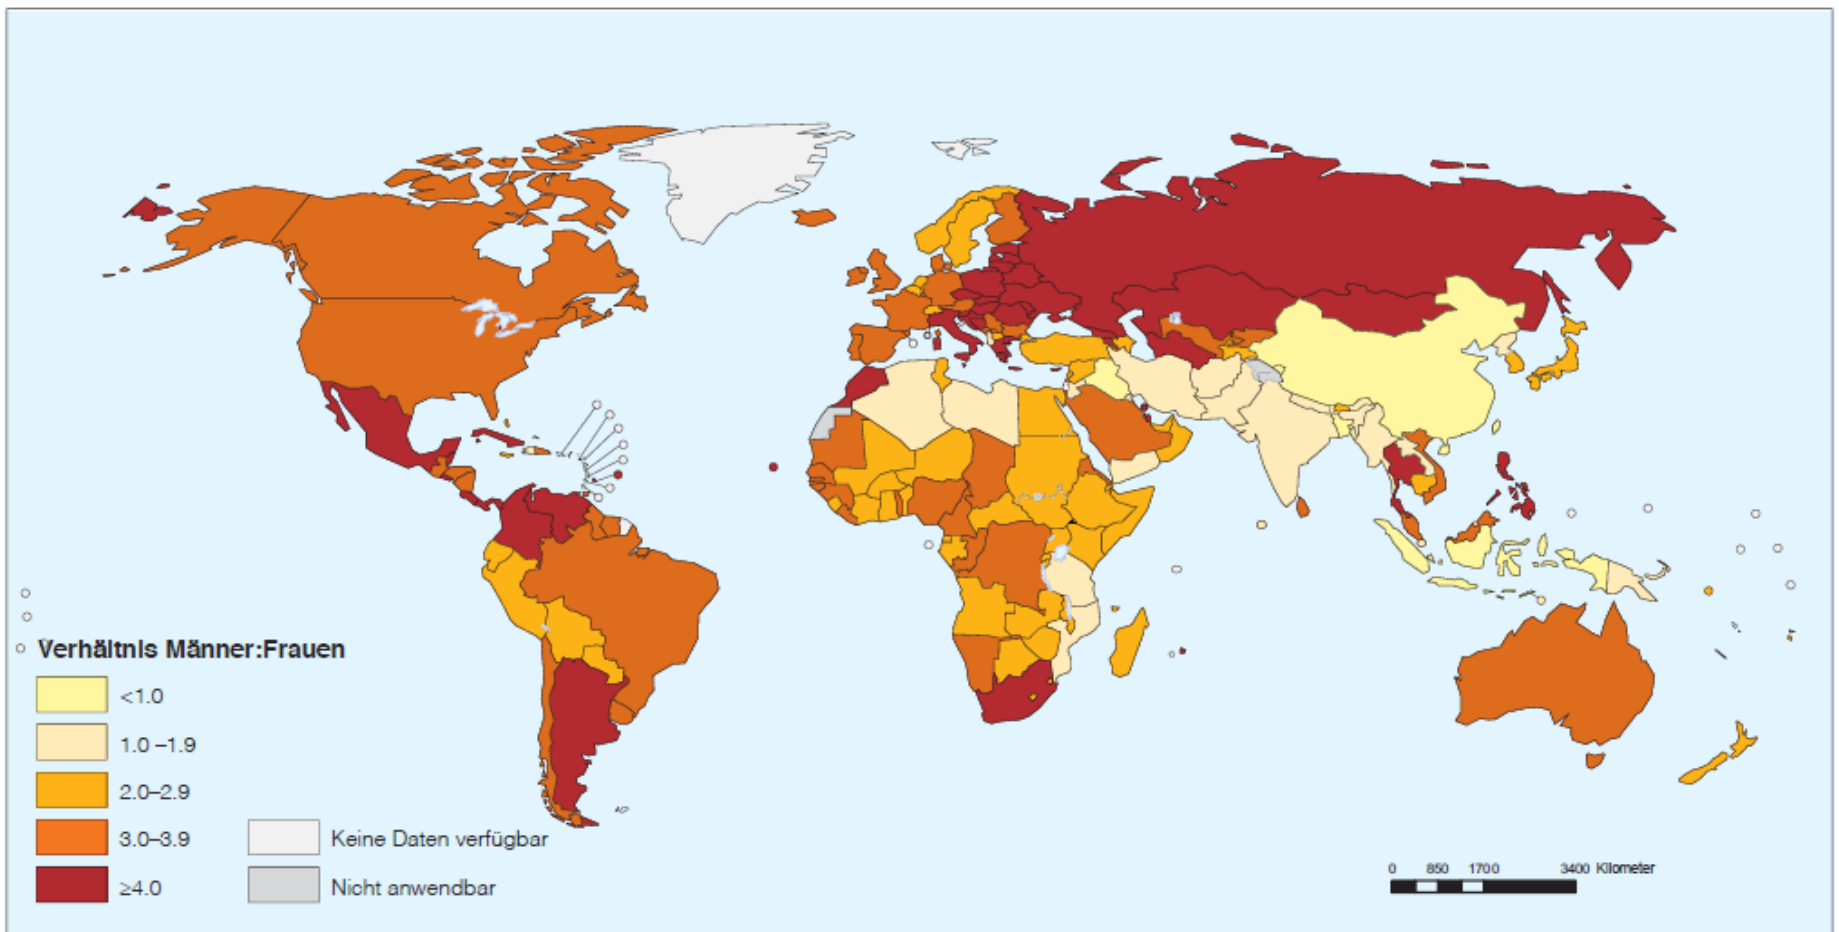 Verhältnis Männer:Frauen
<1.0
1.0 –1.9
2.0–2.9
3.0–3.9
≥4.0
Keine Daten verfügbar
Nicht anwendbar
0 850 1700 3400 Kilometer